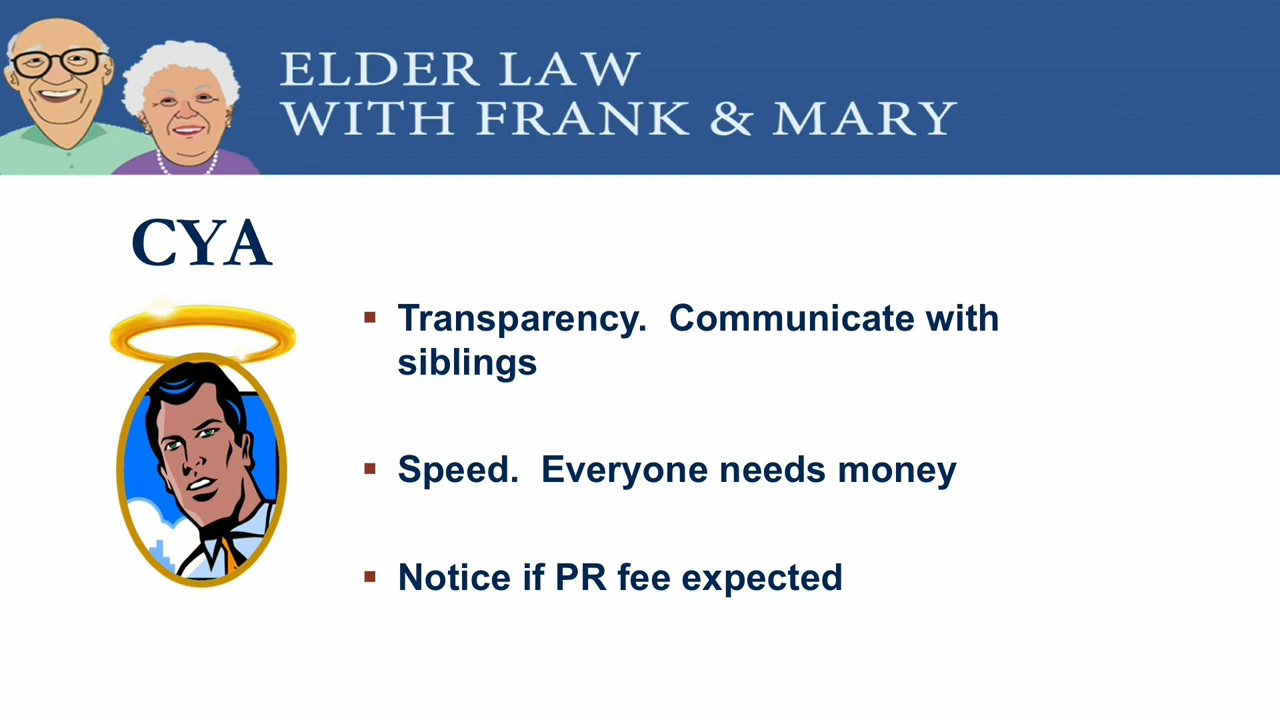 ELDER LAW
WITH FRANK & MARY
CYA
▪ Transparency.  Communicate with
siblings
▪ Speed.  Everyone needs money
▪ Notice if PR fee expected